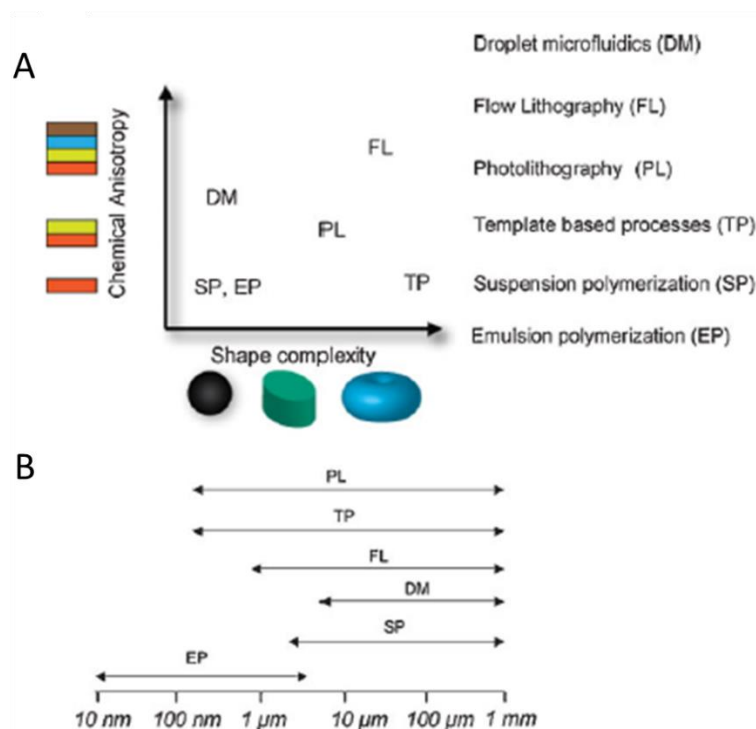 A
Droplet microfluidics (DM)
Flow Lithography (FL)
Photolithography (PL)
Template based processes (TP)
Suspension polymerization (SP)
Emulsion polymerization (EP)
Chemical Anisotropy
FL
DM
PL
SP, EP
TP
Shape complexity
B
PL
TP
FL
DM
SP
EP
10 nm 100 nm 1 µm 10 µm 100 µm 1 mm